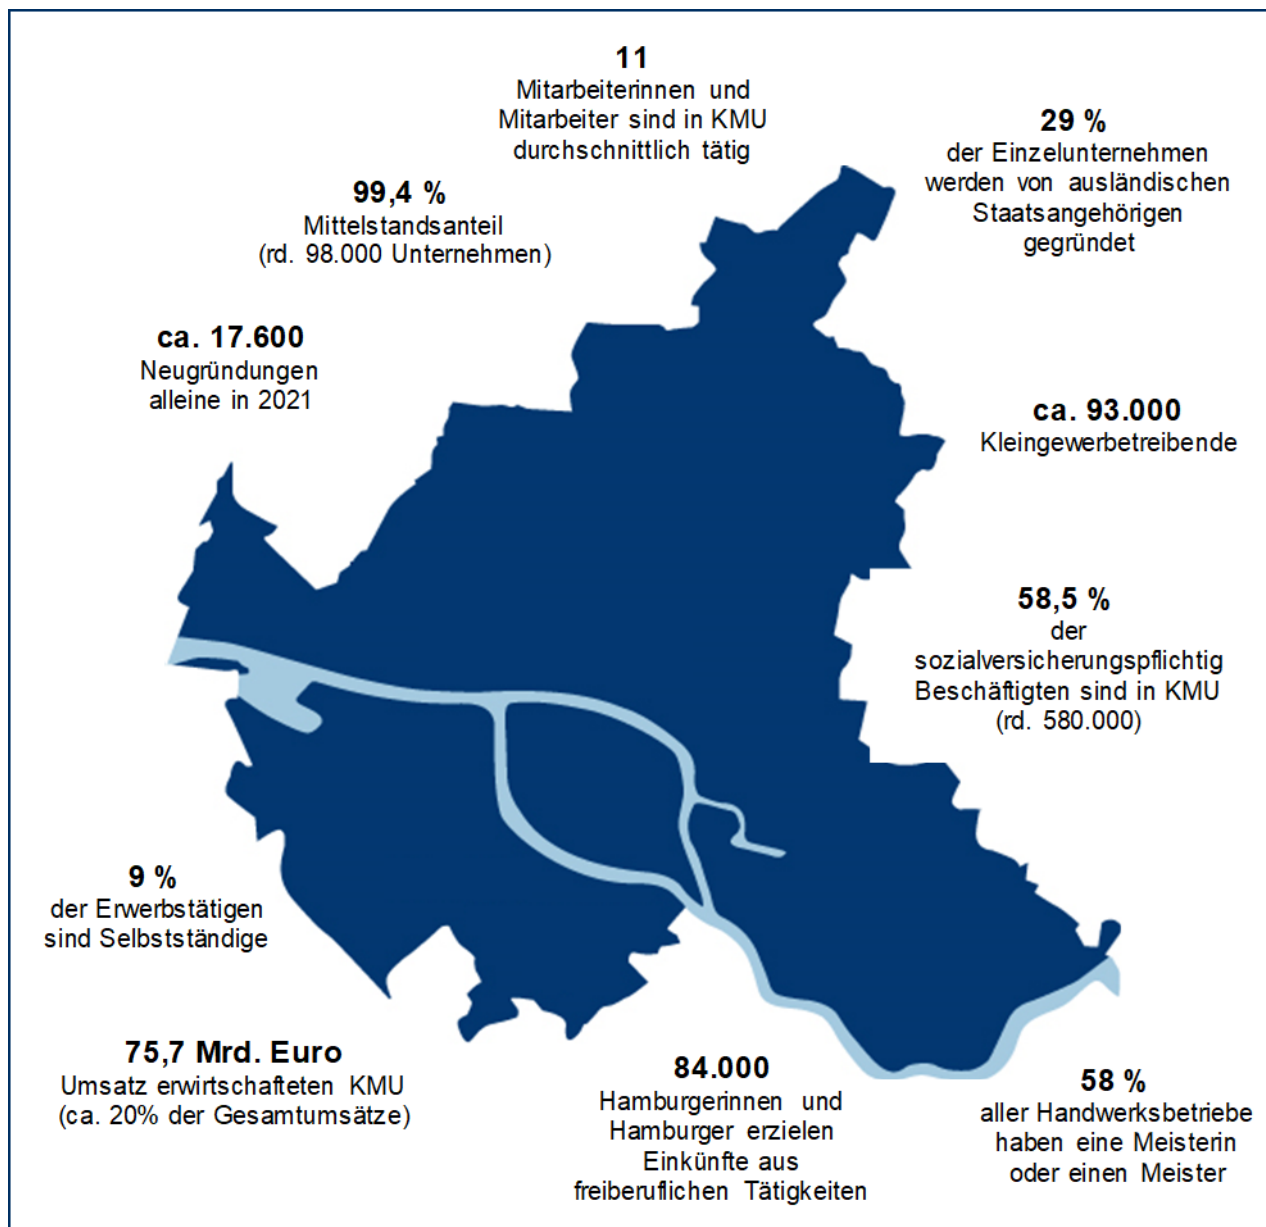 11
Mitarbeiterinnen und
Mitarbeiter sind in KMU
durchschnittlich tätig
29 %
der Einzelunternehmen
werden von ausländischen
Staatsangehörigen
gegründet
99,4 %
Mittelstandsanteil
(rd. 98.000 Unternehmen)
ca. 17.600
Neugründungen
alleine in 2021
ca. 93.000
Kleingewerbetreibende
58,5 %
der
sozialversicherungspflichtig
Beschäftigten sind in KMU
(rd. 580.000)
9 %
der Erwerbstätigen
sind Selbstständige
75,7 Mrd. Euro
Umsatz erwirtschafteten KMU
(ca. 20% der Gesamtumsätze)
84.000
Hamburgerinnen und
Hamburger erzielen
Einkünfte aus
freiberuflichen Tätigkeiten
58 %
aller Handwerksbetriebe
haben eine Meisterin
oder einen Meister